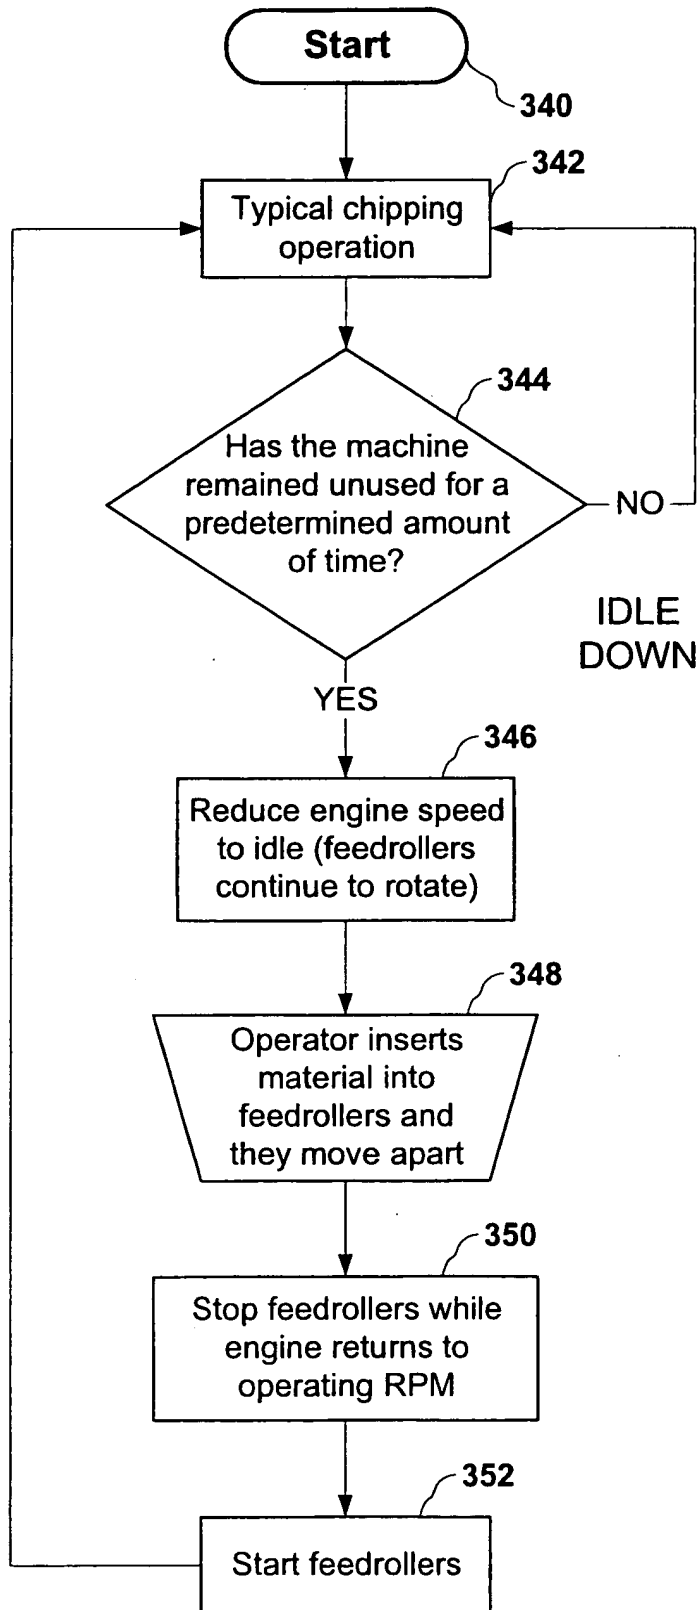 Start
340
342
Typical chipping
operation
344
Has the machine
remained unused for a
predetermined amount
of time?
NO
IDLE
DOWN
YES
346
Reduce engine speed
to idle (feedrollers
continue to rotate)
348
Operator inserts
material into
feedrollers and
they move apart
350
Stop feedrollers while
engine returns to
operating RPM
352
Start feedrollers